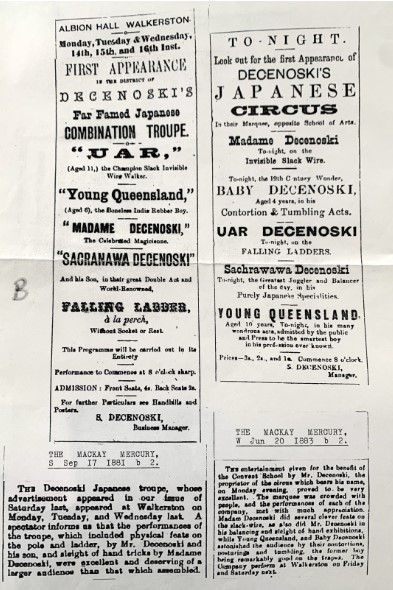 ALBION HALL WALKERSTON.
Monday, Tuesday & Wednesday,
14th, 15th. and 16th Inst.
FIRST APPEARANCE
IN THE DISTRICT OF
DECENOSKI'S
Far Famed Japanese
COMBINATION TROUPE.
"UAR,"
(Aged 11,) the Champion Slack Invisible
Wire Walker.
"Young Queensland,"
(Aged 6), the Boneless India Rubber Boy.
"MADAME DECENOSKI,"
The Celebrated Magicienne.
"SACRANAWA DECENOSKI"
And his Son, in their great Double Act and
World-Renowned,
FALLING LADDER,
à la perch,
Without Socket or Rest.
This Programme will be carried out in its
Entirety
Performance to Commence at 8 o'clock sharp.
ADMISSION: Front Seats, 4s. Back Seats 2s.
For further Particulars see Handbills and
Posters.
S. DECENOSKI,
Business Manager.
THE MACKAY MERCURY,
S Sep 17 1881 b 2.
The Decenoski Japanese troupe, whose
advertisement appeared in our issue of
Saturday last, appeared at Walkerston on
Monday, Tuesday, and Wednesday last. A
spectator informs us that the performances of
the troupe, which included physical feats on
the pole and ladder, by Mr. Decenoski and
his son, and sleight of hand tricks by Madame
Decenoski, were excellent and deserving of a
larger audience than that which assembled.
B
TO-NIGHT.
Look out for the first Appearance of
DECENOSKI'S
JAPANESE
CIRCUS
In their Marquee, opposite School of Arts.
Madame Decenoski
To-night, on the
Invisible Slack Wire.
To-night, the 19th Century Wonder,
BABY DECENOSKI,
Aged 4 years, in his
Contortion & Tumbling Acts.
UAR DECENOSKI
To-night, on the
FALLING LADDERS.
Sachrawawa Decenoski
To-night, the Greatest Juggler and Balancer
of the day, in his
Purely Japanese Specialities.
YOUNG QUEENSLAND.
Aged 10 years, To-night, in his many
wondrous acts, admitted by the public
and Press to be the smartest boy
in his profession ever known.
Prices—3s., 2s., and 1s. Commence 8 o'clock.
S. DECENOSKI,
Manager.
THE MACKAY MERCURY,
W Jun 20 1883 b 2.
THE entertainment given for the benefit of
the Convent School by Mr. Decenoski, the
proprietor of the circus which bears his name,
on Monday evening, proved to be very
excellent. The marquee was crowded with
people, and the performances of each of the
company, met with much appreciation.
Madame Decenoski did several clever feats on
the slack-wire, as also did Mr. Decenoski in
his balancing and sleight of hand exhibitions,
while Young Queensland, and Baby Decenoski
astonished the audience by their contortions,
posturings and tumbling, the former boy
being remarkably good on the trapeze. The
Company perform at Walkerston on Friday
and Saturday next.